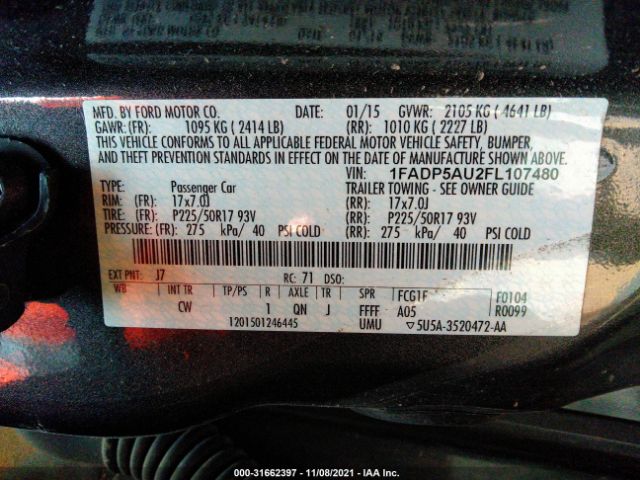 MFD. BY FORD MOTOR CO. DATE: 01/15 GVWR: 2105 KG ( 4641 LB)
GAWR: (FR): 1095 KG ( 2414 LB) (RR): 1010 KG ( 2227 LB)
THIS VEHICLE CONFORMS TO ALL APPLICABLE FEDERAL MOTOR VEHICLE SAFETY, BUMPER,
AND THEFT PREVENTION STANDARDS IN EFFECT ON THE DATE OF MANUFACTURE SHOWN ABOVE.
VIN: 1FADP5AU2FL107480
TYPE: Passenger Car TRAILER TOWING - SEE OWNER GUIDE
RIM: (FR): 17x7.0J (RR): 17x7.0J
TIRE: (FR): P225/50R17 93V (RR): P225/50R17 93V
PRESSURE: (FR): 275 kPa/ 40 PSI COLD (RR): 275 kPa/ 40 PSI COLD
EXT PNT: J7 RC: 71 DSO:
WB INT TR TP/PS R AXLE TR SPR FCG1F F0104
CW 1 QN J FFFF A05 R0099
1201501246445 UMU ▽5U5A-3520472-AA
000-31662397 - 11/08/2021 - IAA Inc.